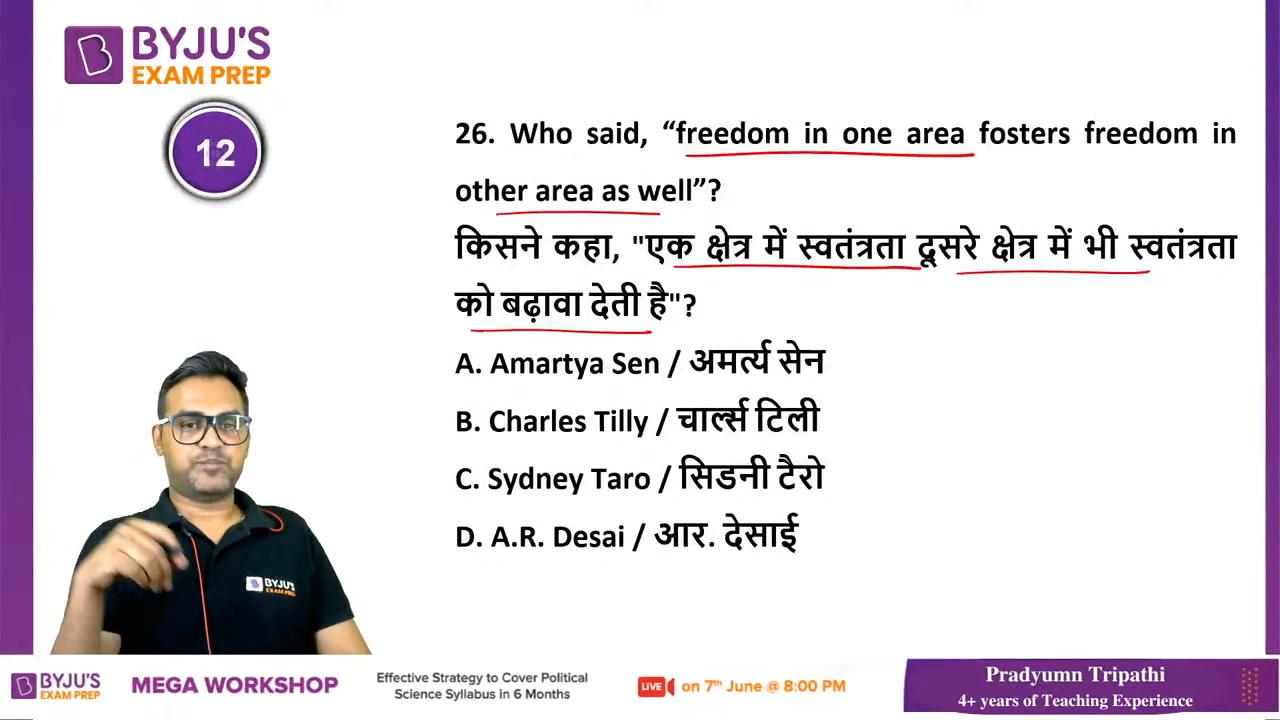 BYJU'S
EXAM PREP
12
26. Who said, “freedom in one area fosters freedom in
other area as well”?
किसने कहा, "एक क्षेत्र में स्वतंत्रता दूसरे क्षेत्र में भी स्वतंत्रता
को बढ़ावा देती है"?
A. Amartya Sen / अमर्त्य सेन
B. Charles Tilly / चार्ल्स टिली
C. Sydney Taro / सिडनी टैरो
D. A.R. Desai / आर. देसाई
BYJU'S
EXAM PREP
BYJU'S
EXAM PREP
MEGA WORKSHOP
Effective Strategy to Cover Political
Science Syllabus in 6 Months
LIVE on 7th June @ 8:00 PM
Pradyumn Tripathi
4+ years of Teaching Experience